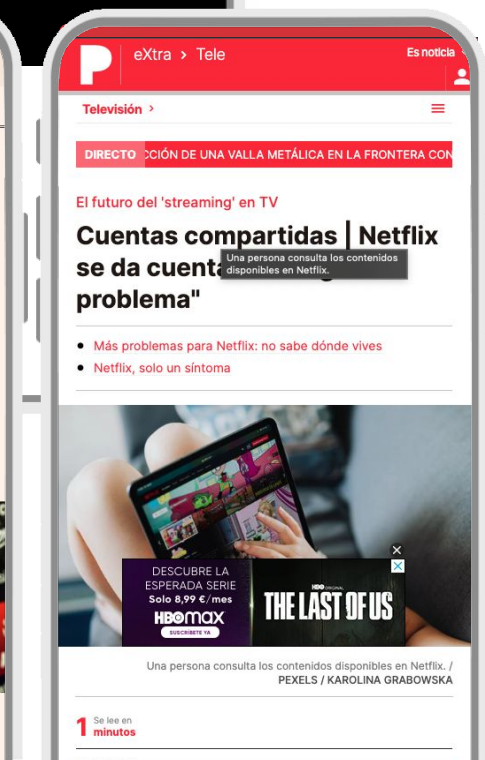 P
eXtra > Tele
Es noticia
Televisión >
DIRECTO CCIÓN DE UNA VALLA METÁLICA EN LA FRONTERA CON
El futuro del 'streaming' en TV
Cuentas compartidas | Netflix
se da cuenta
problema"
Una persona consulta los contenidos
disponibles en Netflix.
Más problemas para Netflix: no sabe dónde vives
Netflix, solo un síntoma
DESCUBRE LA
ESPERADA SERIE
Solo 8,99 €/mes
HBOmax
SUSCRÍBETE YA
HBO ORIGINAL
THE LAST OF US
Una persona consulta los contenidos disponibles en Netflix. /
PEXELS / KAROLINA GRABOWSKA
1 Se lee en
minutos